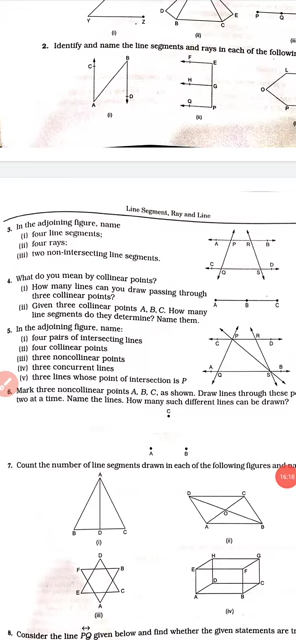 Y Z B C E P Q
(i) (ii) (ii
2. Identify and name the line segments and rays in each of the followin
C B F E L
H G O
D Q P P
(i) (ii)
Line Segment, Ray and Line
3. In the adjoining figure, name
(i) four line segments;
(ii) four rays;
(iii) two non-intersecting line segments.
A P R B
C Q S D
4. What do you mean by collinear points?
(i) How many lines can you draw passing through
three collinear points?
(ii) Given three collinear points A, B, C. How many
line segments do they determine? Name them.
A B C
5. In the adjoining figure, name:
(i) four pairs of intersecting lines
(ii) four collinear points
(iii) three noncollinear points
(iv) three concurrent lines
(v) three lines whose point of intersection is P
P R
C D
A Q S B
6. Mark three noncollinear points A, B, C, as shown. Draw lines through these p
two at a time. Name the lines. How many such different lines can be drawn?
C
A B
7. Count the number of line segments drawn in each of the following figures and na
16:18
A
B D C
(i)
D C
O
A B
(ii)
D
F B
E C
A
(iii)
H G
E F
D C
A B
(iv)
8. Consider the line PQ given below and find whether the given statements are tr